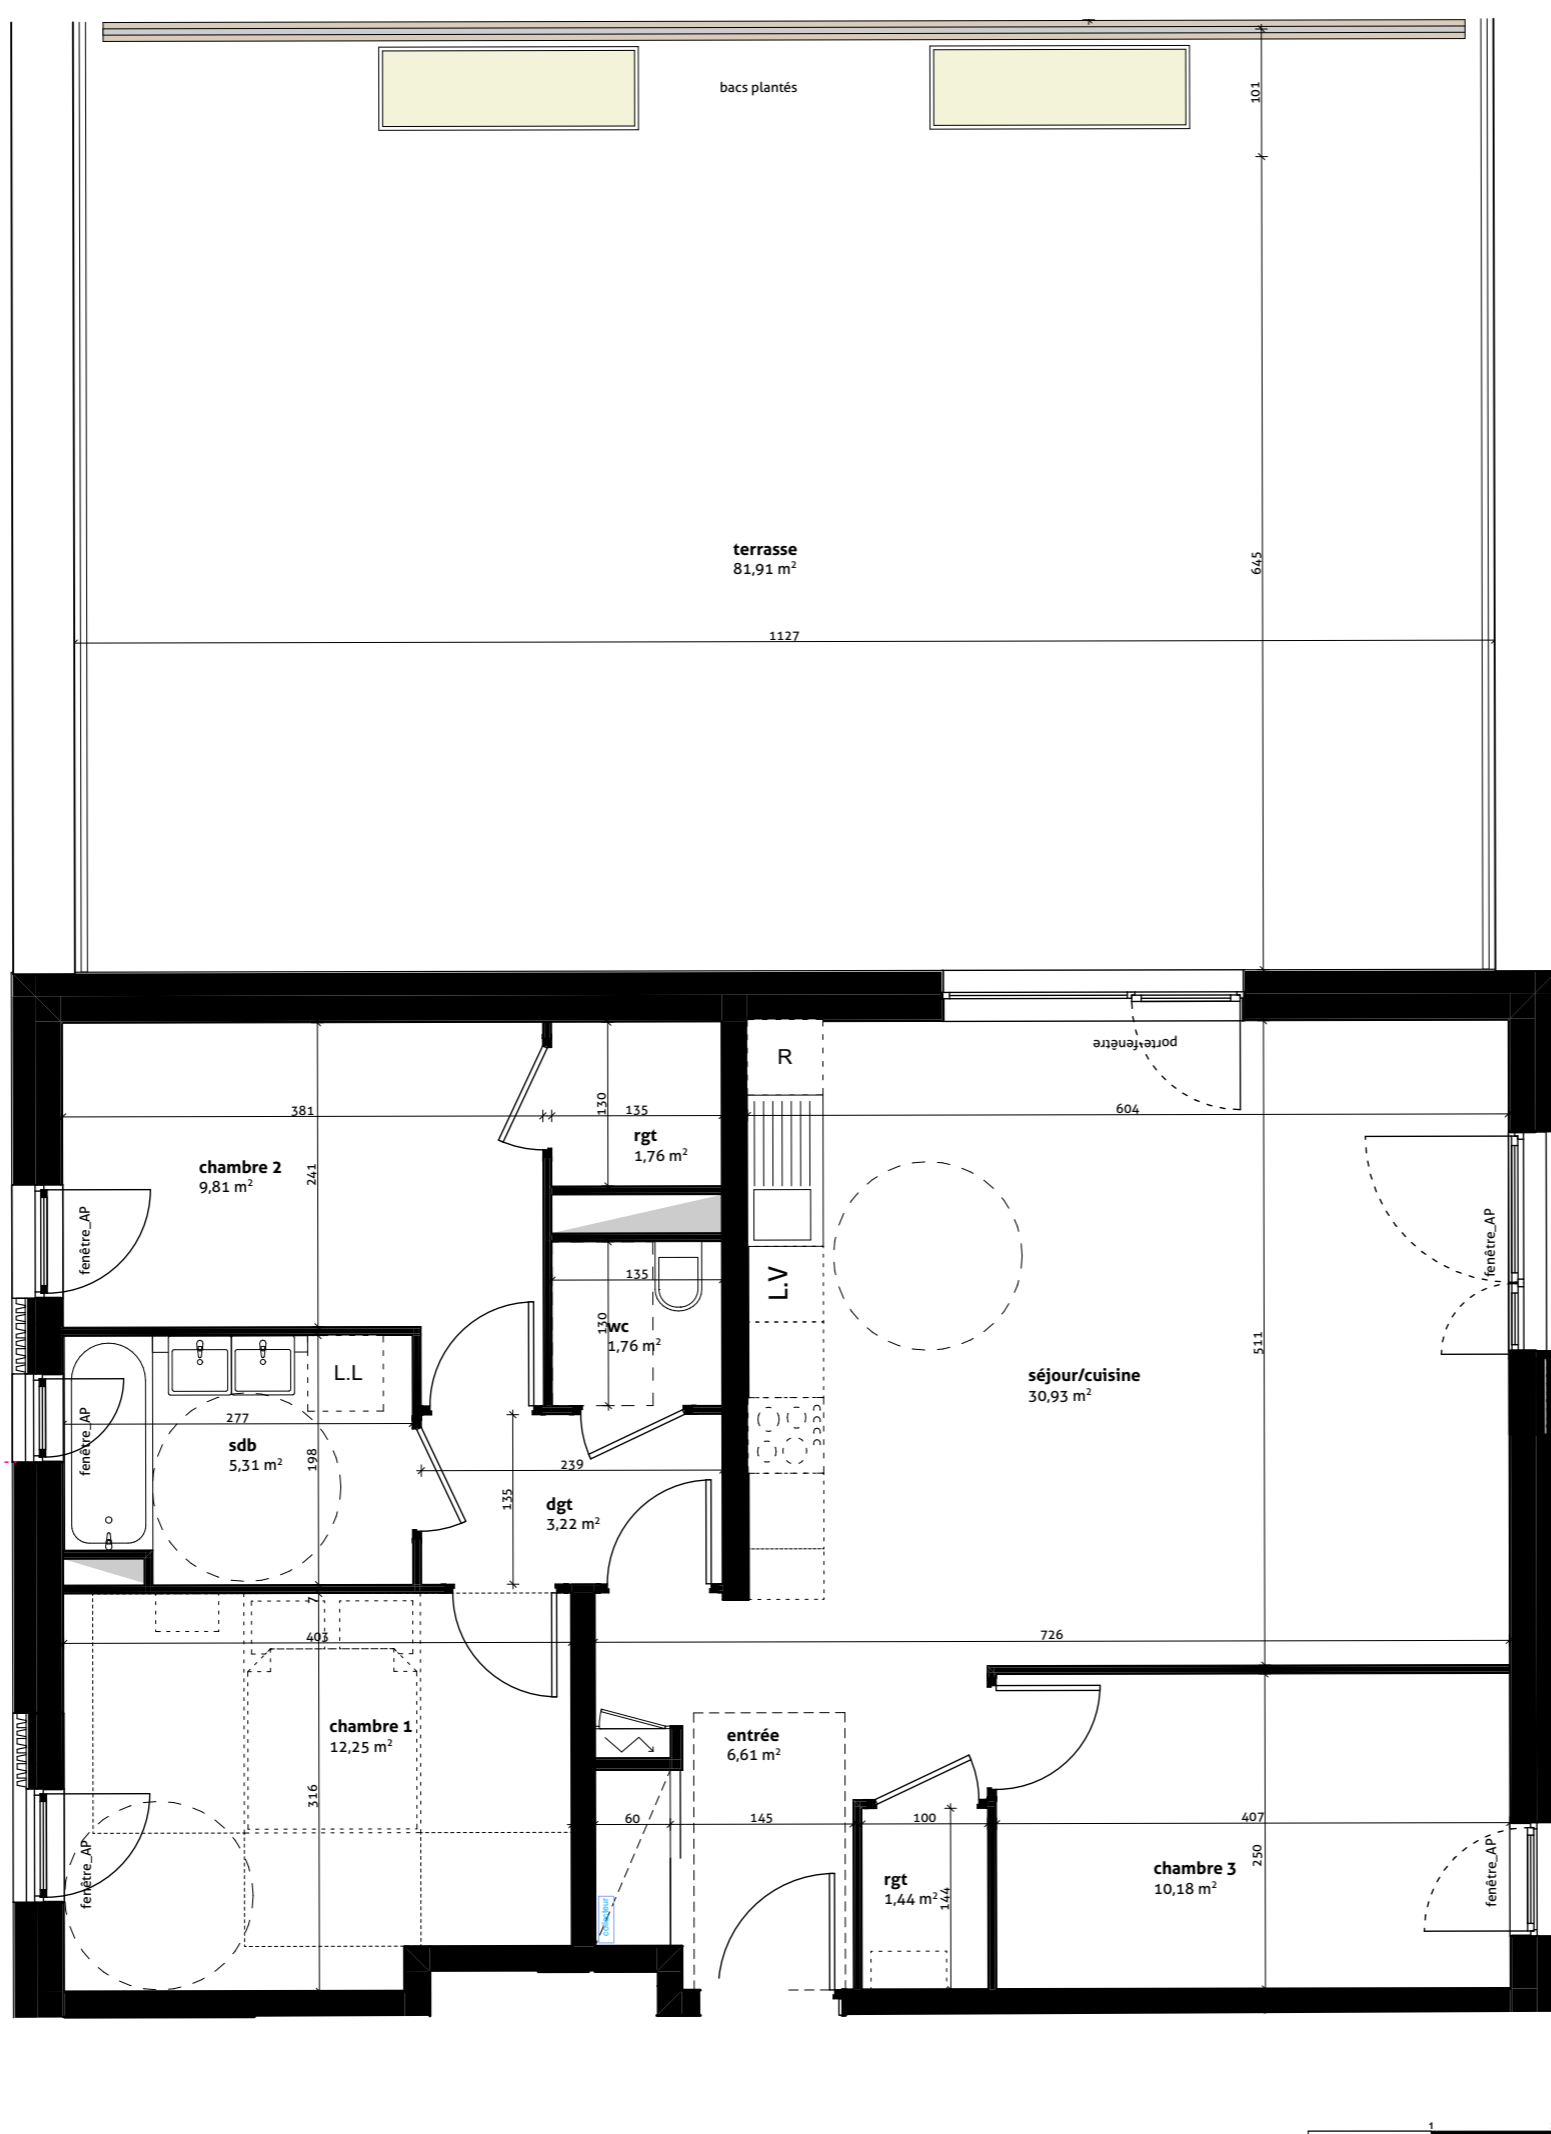 bacs plantés
101
terrasse
81,91 m²
645
1127
porte-fenêtre
R
381
130
135
604
rgt
1,76 m²
chambre 2
9,81 m²
241
fenêtre_AP
fenêtre_AP
135
L.V
130
wc
1,76 m²
511
séjour/cuisine
30,93 m²
L.L
277
fenêtre_AP
sdb
5,31 m²
198
239
135
dgt
3,22 m²
7
403
726
chambre 1
12,25 m²
entrée
6,61 m²
316
60
145
100
407
250
fenêtre_AP
fenêtre_AP
chambre 3
10,18 m²
rgt
1,44 m²
144
collecteur
1